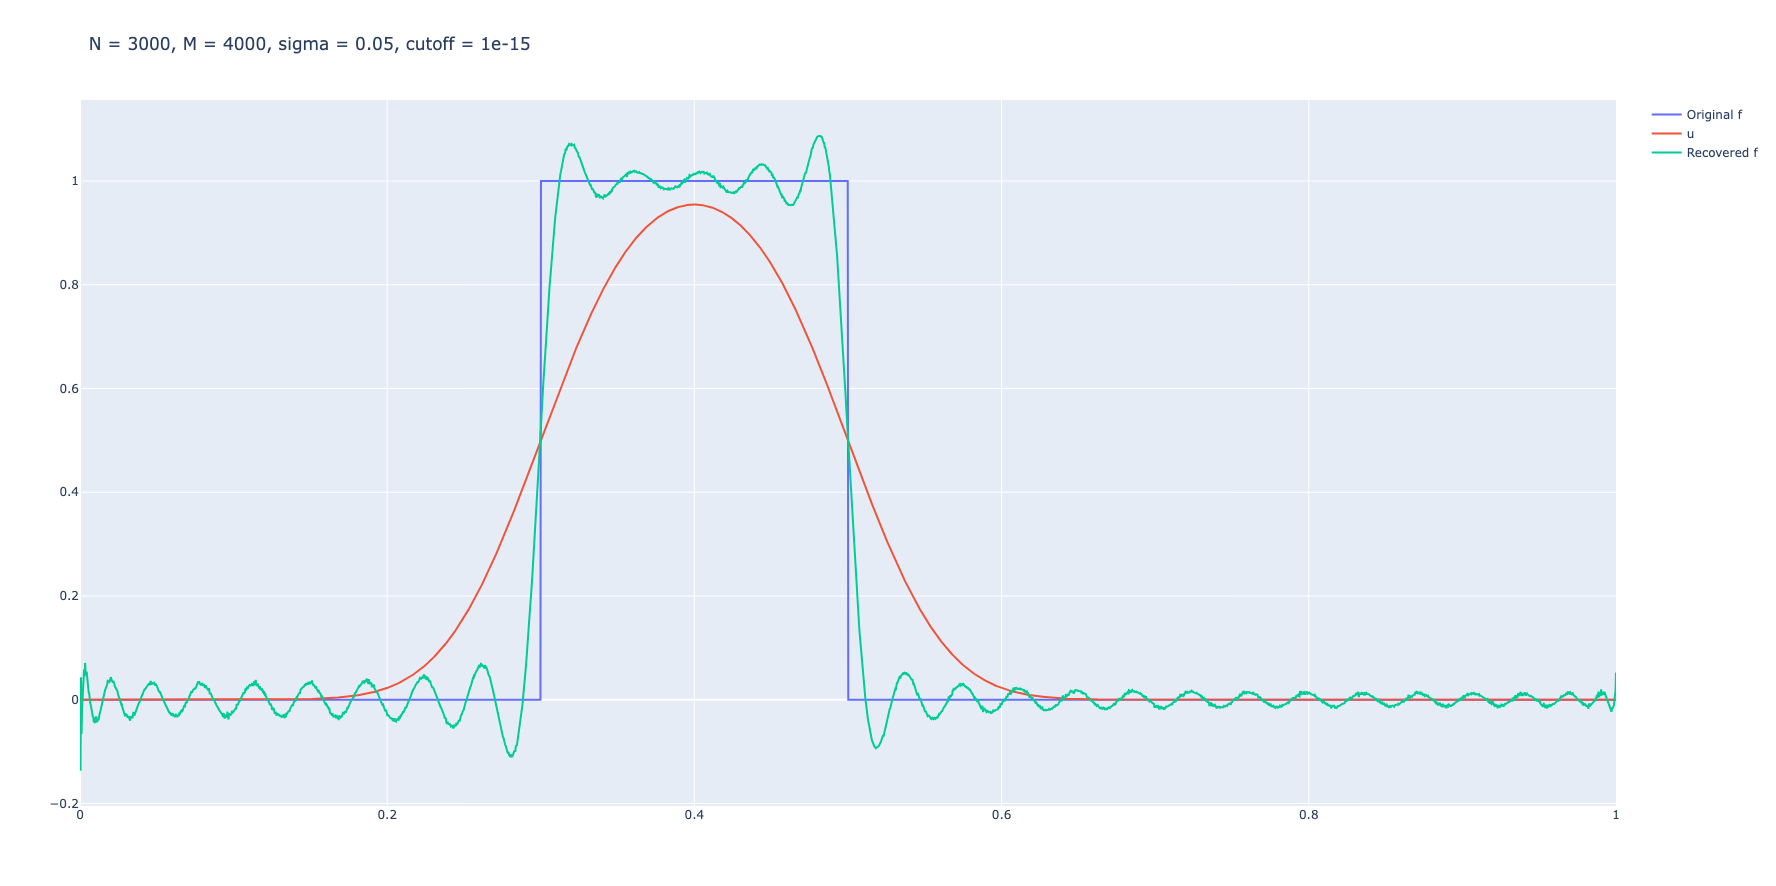 N = 3000, M = 4000, sigma = 0.05, cutoff = 1e-15
Original f
u
Recovered f
1
0.8
0.6
0.4
0.2
0
−0.2
0 0.2 0.4 0.6 0.8 1